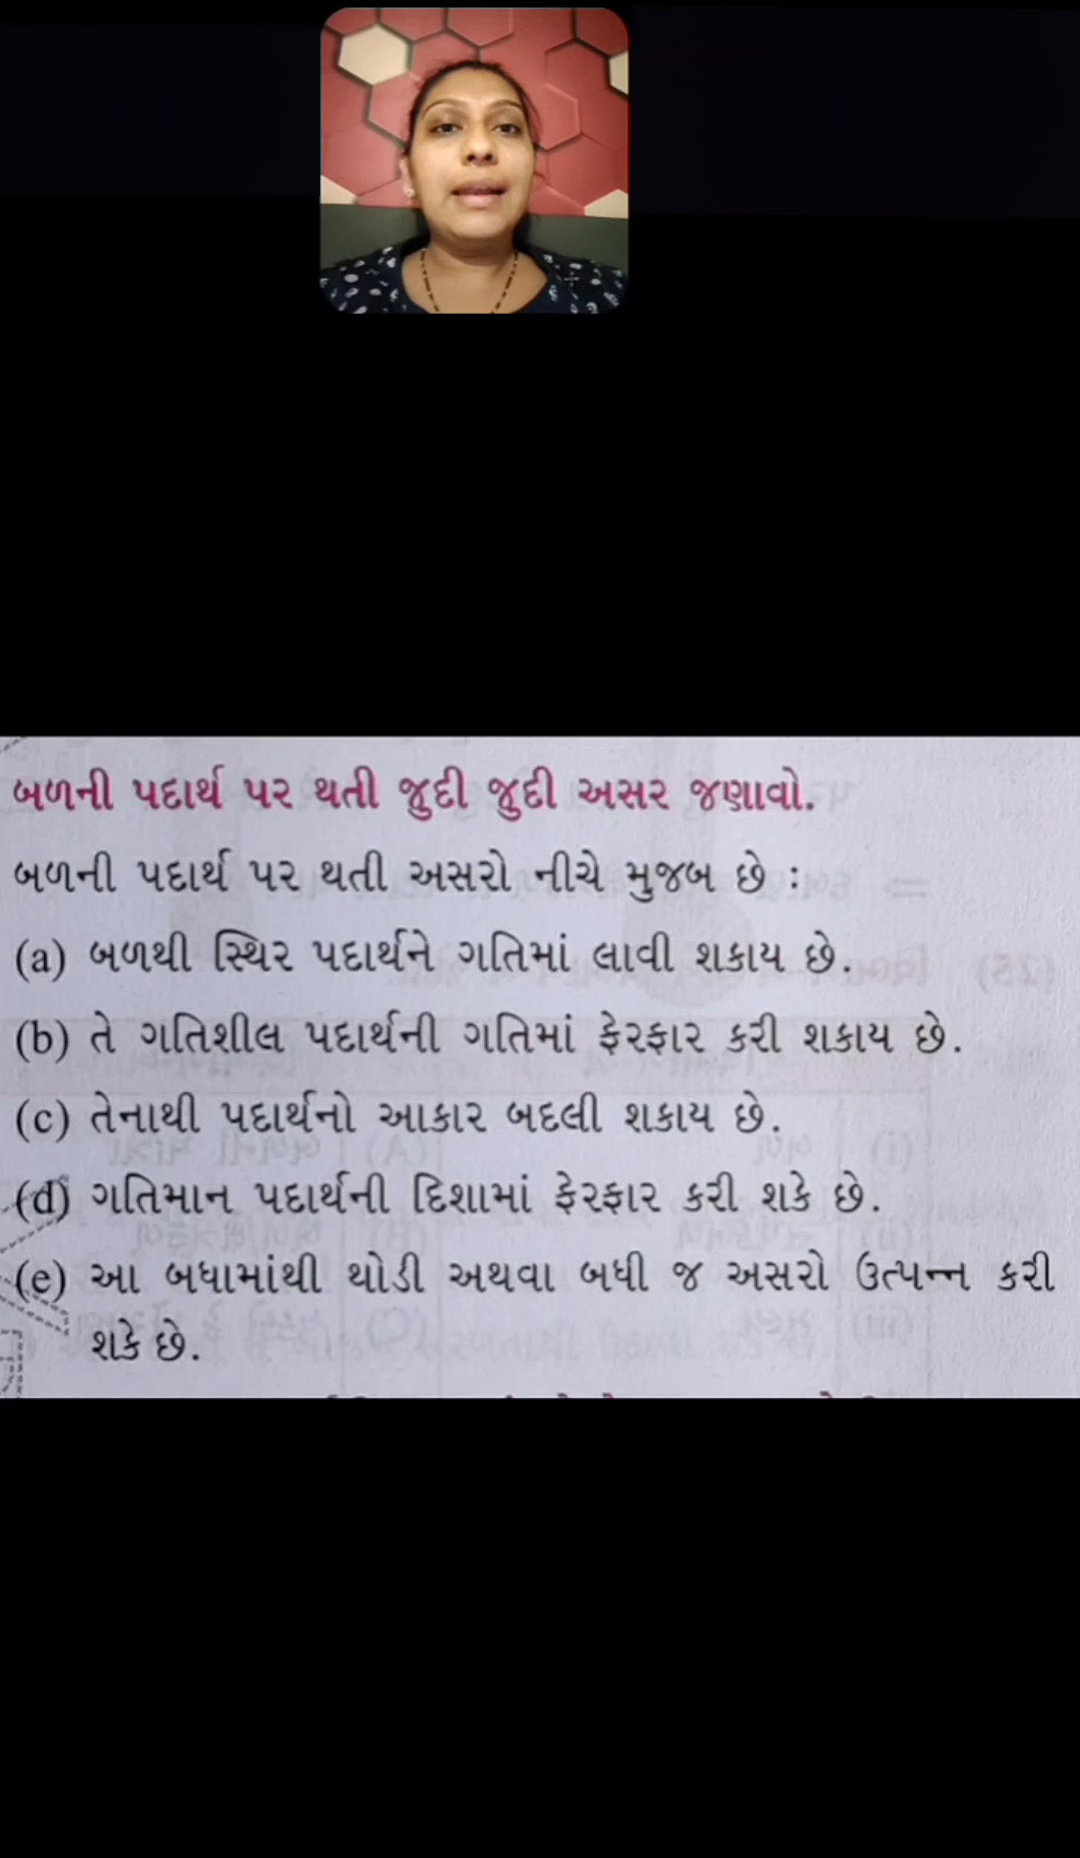 બળની પદાર્થ પર થતી જુદી જુદી અસર જણાવો.
બળની પદાર્થ પર થતી અસરો નીચે મુજબ છે :
(a) બળથી સ્થિર પદાર્થને ગતિમાં લાવી શકાય છે.
(b) તે ગતિશીલ પદાર્થની ગતિમાં ફેરફાર કરી શકાય છે.
(c) તેનાથી પદાર્થનો આકાર બદલી શકાય છે.
(d) ગતિમાન પદાર્થની દિશામાં ફેરફાર કરી શકે છે.
(e) આ બધામાંથી થોડી અથવા બધી જ અસરો ઉત્પન્ન કરી
શકે છે.